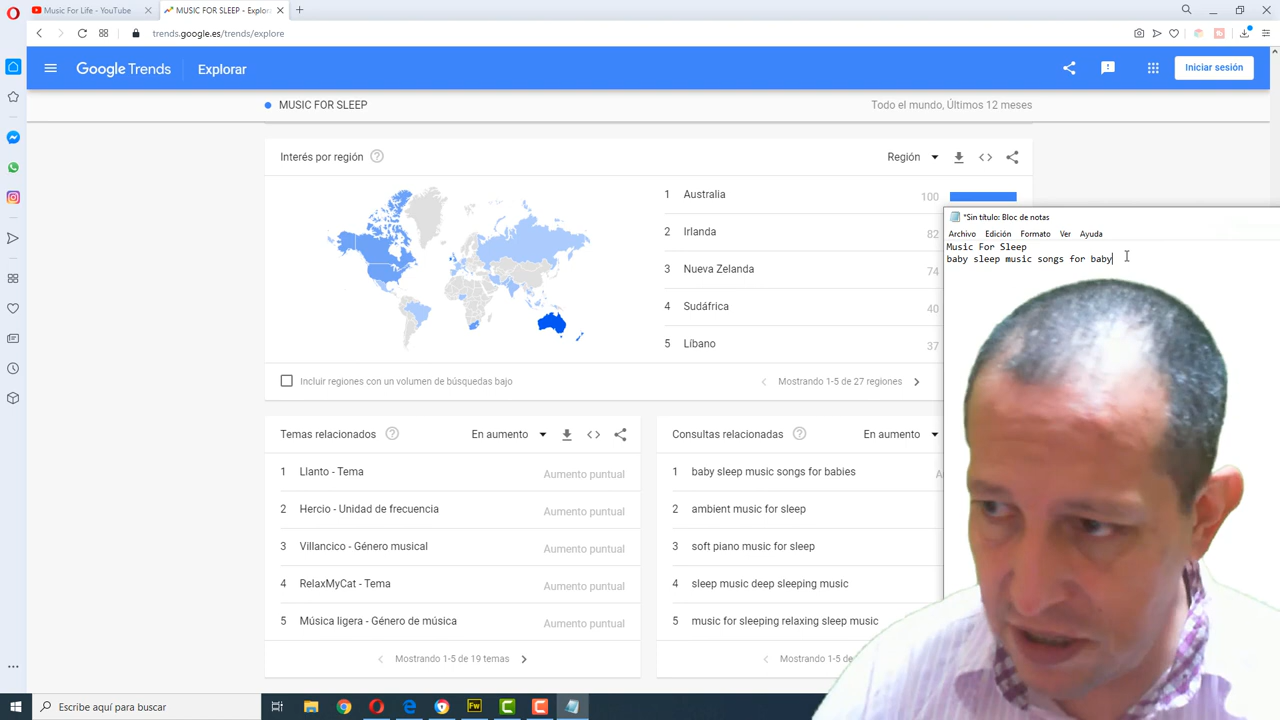 Music For Life - YouTube
MUSIC FOR SLEEP - Explora
trends.google.es/trends/explore
Google Trends
Explorar
Iniciar sesión
MUSIC FOR SLEEP
Todo el mundo, Últimos 12 meses
Interés por región
Región
1 Australia 100
2 Irlanda 82
3 Nueva Zelanda 74
4 Sudáfrica 40
5 Líbano 37
Incluir regiones con un volumen de búsquedas bajo
Mostrando 1-5 de 27 regiones
*Sin título: Bloc de notas
Archivo Edición Formato Ver Ayuda
Music For Sleep
baby sleep music songs for baby
Temas relacionados
En aumento
1 Llanto - Tema Aumento puntual
2 Hercio - Unidad de frecuencia Aumento puntual
3 Villancico - Género musical Aumento puntual
4 RelaxMyCat - Tema Aumento puntual
5 Música ligera - Género de música Aumento puntual
Mostrando 1-5 de 19 temas
Consultas relacionadas
En aumento
1 baby sleep music songs for babies
2 ambient music for sleep
3 soft piano music for sleep
4 sleep music deep sleeping music
5 music for sleeping relaxing sleep music
Mostrando 1-5 de
Escribe aquí para buscar
Fw